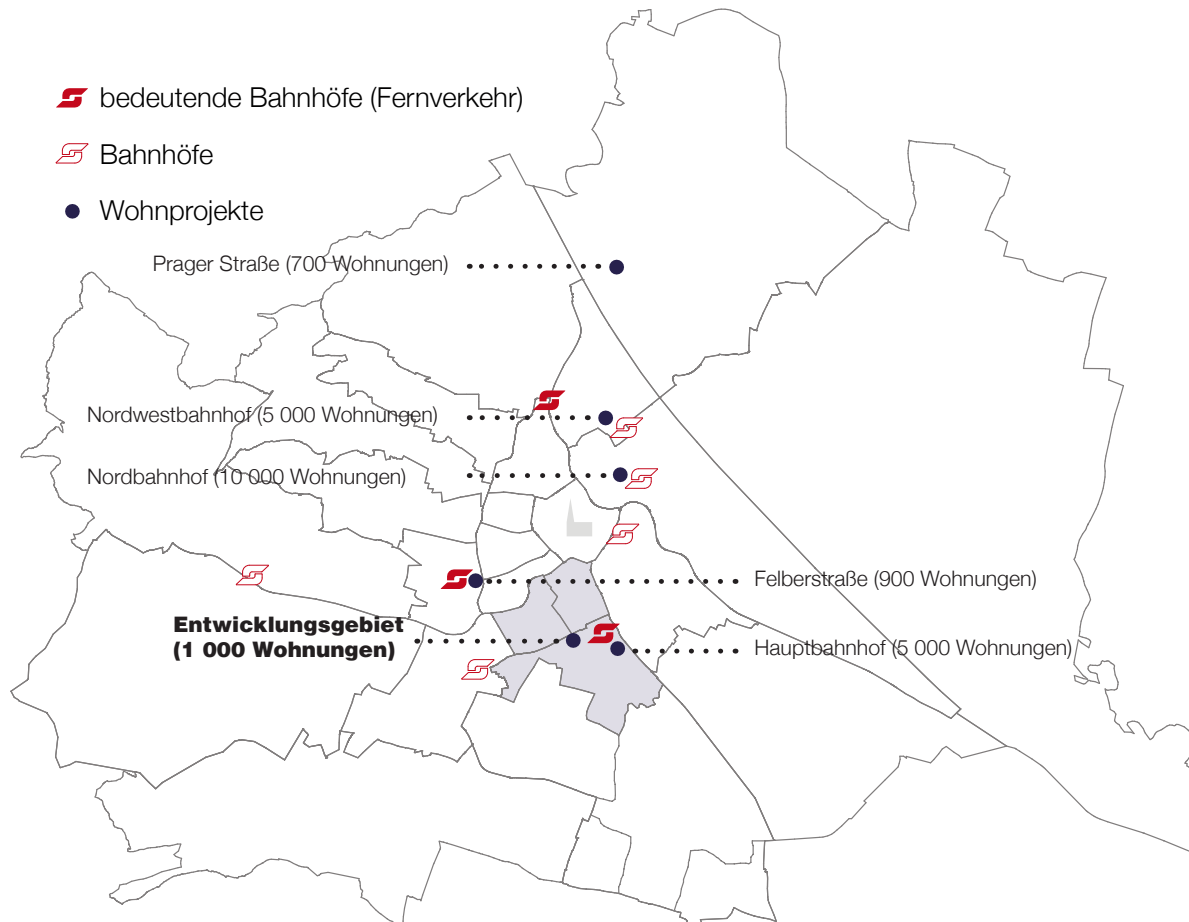 bedeutende Bahnhöfe (Fernverkehr)
Bahnhöfe
Wohnprojekte
Prager Straße (700 Wohnungen)
Nordwestbahnhof (5 000 Wohnungen)
Nordbahnhof (10 000 Wohnungen)
Felberstraße (900 Wohnungen)
Entwicklungsgebiet
(1 000 Wohnungen)
Hauptbahnhof (5 000 Wohnungen)